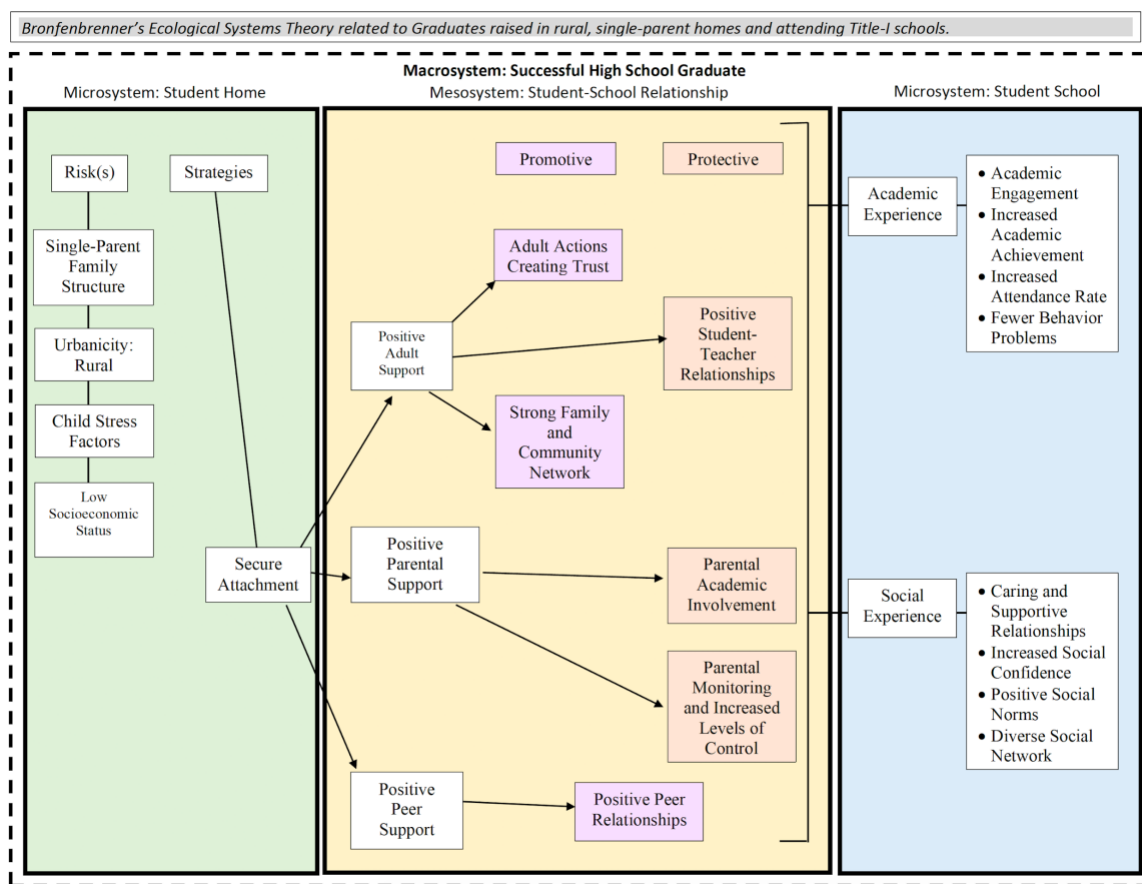 Bronfenbrenner's Ecological Systems Theory related to Graduates raised in rural, single-parent homes and attending Title-I schools.
Macrosystem: Successful High School Graduate
Microsystem: Student Home
Mesosystem: Student-School Relationship
Microsystem: Student School
Risk(s)
Strategies
Single-Parent
Family
Structure
Urbanicity:
Rural
Child Stress
Factors
Low
Socioeconomic
Status
Secure
Attachment
Promotive
Protective
Adult Actions
Creating Trust
Positive
Adult
Support
Positive
Student-
Teacher
Relationships
Strong Family
and
Community
Network
Positive
Parental
Support
Parental
Academic
Involvement
Parental
Monitoring
and Increased
Levels of
Control
Positive
Peer
Support
Positive Peer
Relationships
Academic
Experience
• Academic
Engagement
• Increased
Academic
Achievement
• Increased
Attendance Rate
• Fewer Behavior
Problems
Social
Experience
• Caring and
Supportive
Relationships
• Increased Social
Confidence
• Positive Social
Norms
• Diverse Social
Network